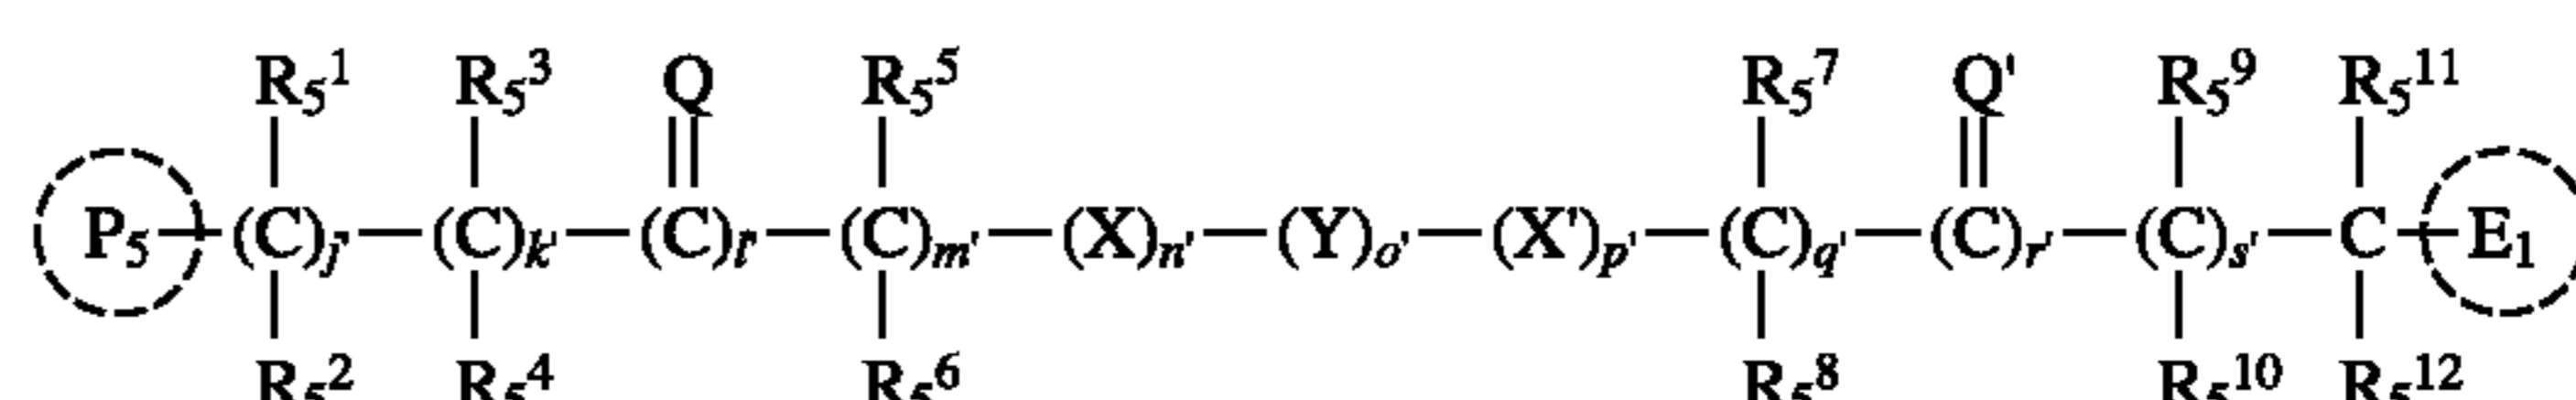 R₅¹ R₅³ Q R₅⁵ R₅⁷ Q' R₅⁹ R₅¹¹
P₅—(C)j'—(C)k'—(C)l'—(C)m'—(X)n'—(Y)o'—(X')p'—(C)q'—(C)r'—(C)s'—C—E₁
R₅² R₅⁴ R₅⁶ R₅⁸ R₅¹⁰ R₅¹²